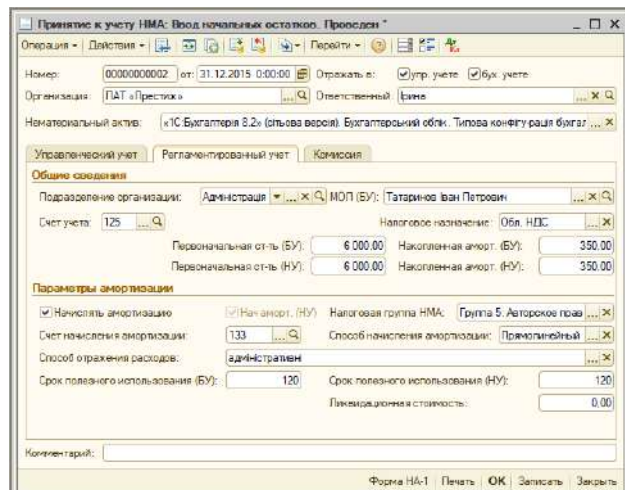 Принятие к учету НМА: Ввод начальных остатков. Проведен *
Операция Действия Перейти
Номер: 00000000002 от: 31.12.2015 0:00:00 Отражать в: упр. учете бух. учете
Организация: ПАТ «Престиж» ... Ответственный: Ірина ... X
Нематериальный актив: «1С:Бухгалтерія 8.2» (сітьова версія). Бухгалтерський облік. Типова конфігурація бухгал ... X
Управленческий учет Регламентированный учет Комиссия
Общие сведения
Подразделение организации: Адміністрація ... X МОЛ (БУ): Татаринов Іван Петрович ... X
Счет учета: 125 ... Налоговое назначение: Обл. НДС ... X
Первоначальная ст-ть (БУ): 6 000,00 Накопленная аморт. (БУ): 350,00
Первоначальная ст-ть (НУ): 6 000,00 Накопленная аморт. (НУ): 350,00
Параметры амортизации
Начислять амортизацию Нач.аморт. (НУ) Налоговая группа НМА: Группа 5. Авторское прав ... X
Счет начисления амортизации: 133 ... Способ начисления амортизации: Прямолинейный ... X
Способ отражения расходов: адміністративні ... X
Срок полезного использования (БУ): 120 Срок полезного использования (НУ): 120
Ликвидационная стоимость: 0,00
Комментарий:
Форма НА-1 Печать ОК Записать Закрыть